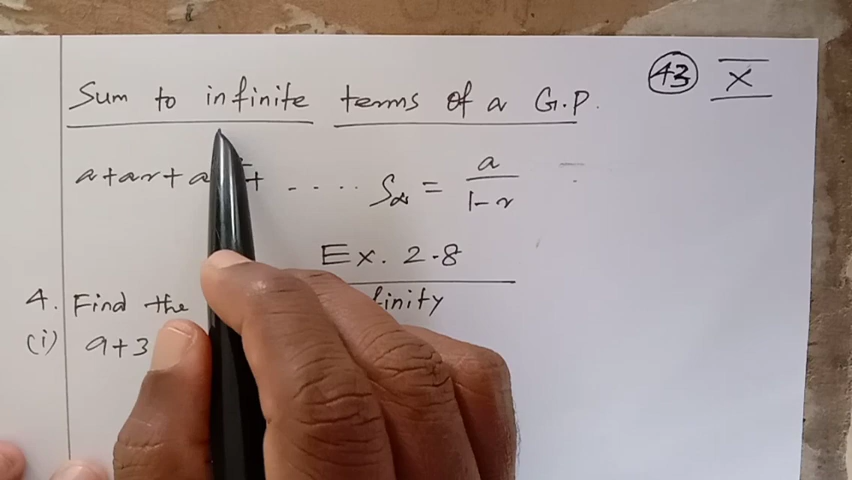 Sum to infinite terms of a G.P.
43
X
a+ar+a + .... S∞ = a/1-r
Ex. 2.8
4. Find the finity
(i) 9+3